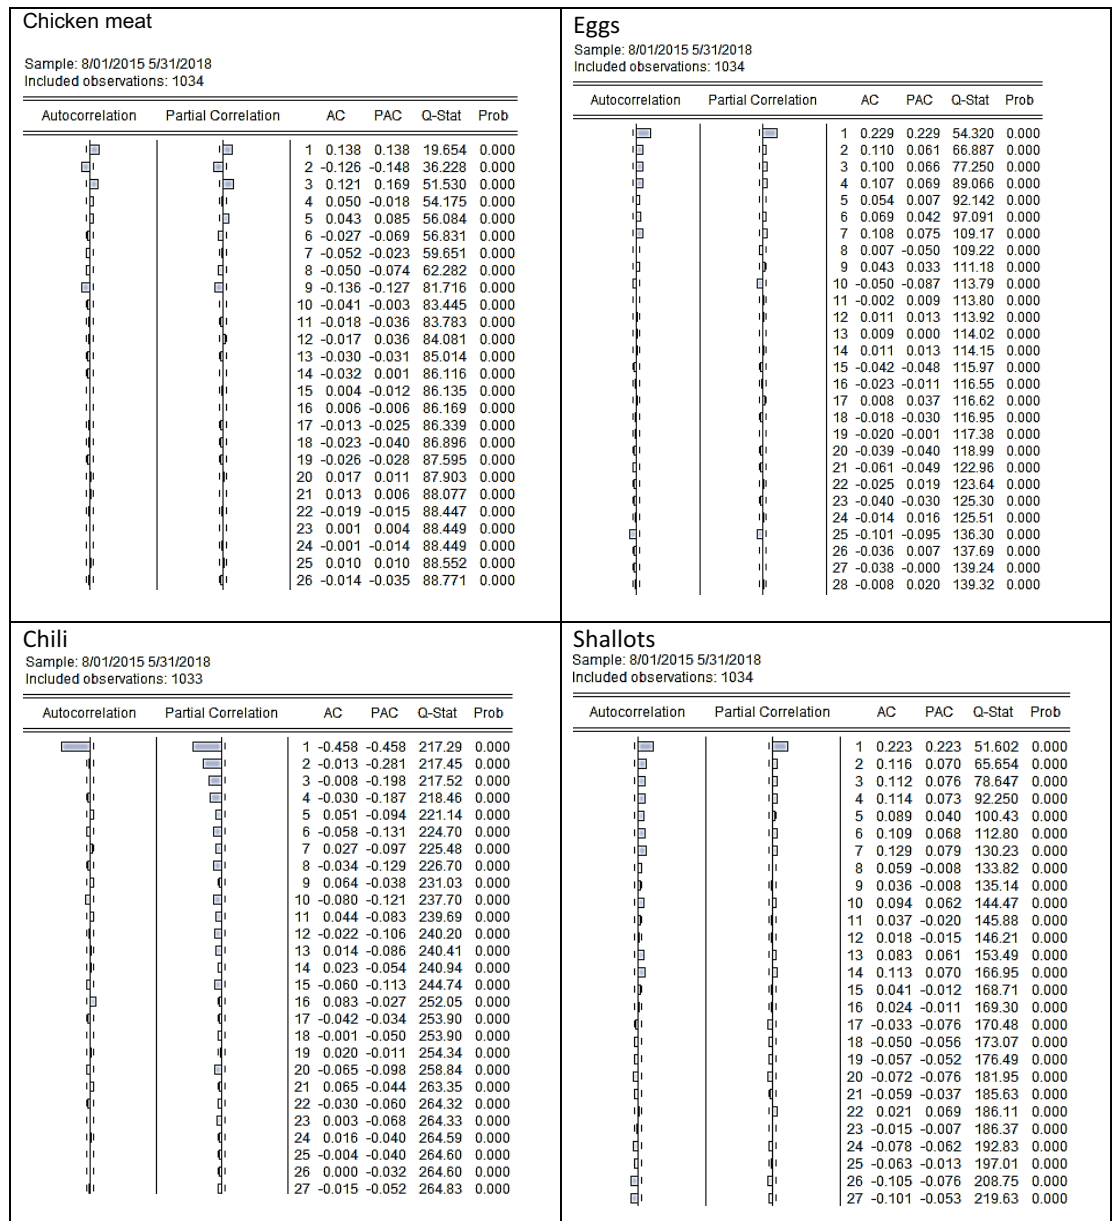 Chicken meat
Sample: 8/01/2015 5/31/2018
Included observations: 1034
Autocorrelation Partial Correlation AC PAC Q-Stat Prob
1 0.138 0.138 19.654 0.000
2 -0.126 -0.148 36.228 0.000
3 0.121 0.169 51.530 0.000
4 0.050 -0.018 54.175 0.000
5 0.043 0.085 56.084 0.000
6 -0.027 -0.069 56.831 0.000
7 -0.052 -0.023 59.651 0.000
8 -0.050 -0.074 62.282 0.000
9 -0.136 -0.127 81.716 0.000
10 -0.041 -0.003 83.445 0.000
11 -0.018 -0.036 83.783 0.000
12 -0.017 0.036 84.081 0.000
13 -0.030 -0.031 85.014 0.000
14 -0.032 0.001 86.116 0.000
15 0.004 -0.012 86.135 0.000
16 0.006 -0.006 86.169 0.000
17 -0.013 -0.025 86.339 0.000
18 -0.023 -0.040 86.896 0.000
19 -0.026 -0.028 87.595 0.000
20 0.017 0.011 87.903 0.000
21 0.013 0.006 88.077 0.000
22 -0.019 -0.015 88.447 0.000
23 0.001 0.004 88.449 0.000
24 -0.001 -0.014 88.449 0.000
25 0.010 0.010 88.552 0.000
26 -0.014 -0.035 88.771 0.000
Eggs
Sample: 8/01/2015 5/31/2018
Included observations: 1034
Autocorrelation Partial Correlation AC PAC Q-Stat Prob
1 0.229 0.229 54.320 0.000
2 0.110 0.061 66.887 0.000
3 0.100 0.066 77.250 0.000
4 0.107 0.069 89.066 0.000
5 0.054 0.007 92.142 0.000
6 0.069 0.042 97.091 0.000
7 0.108 0.075 109.17 0.000
8 0.007 -0.050 109.22 0.000
9 0.043 0.033 111.18 0.000
10 -0.050 -0.087 113.79 0.000
11 -0.002 0.009 113.80 0.000
12 0.011 0.013 113.92 0.000
13 0.009 0.000 114.02 0.000
14 0.011 0.013 114.15 0.000
15 -0.042 -0.048 115.97 0.000
16 -0.023 -0.011 116.55 0.000
17 0.008 0.037 116.62 0.000
18 -0.018 -0.030 116.95 0.000
19 -0.020 -0.001 117.38 0.000
20 -0.039 -0.040 118.99 0.000
21 -0.061 -0.049 122.96 0.000
22 -0.025 0.019 123.64 0.000
23 -0.040 -0.030 125.30 0.000
24 -0.014 0.016 125.51 0.000
25 -0.101 -0.095 136.30 0.000
26 -0.036 0.007 137.69 0.000
27 -0.038 -0.000 139.24 0.000
28 -0.008 0.020 139.32 0.000
Chili
Sample: 8/01/2015 5/31/2018
Included observations: 1033
Autocorrelation Partial Correlation AC PAC Q-Stat Prob
1 -0.458 -0.458 217.29 0.000
2 -0.013 -0.281 217.45 0.000
3 -0.008 -0.198 217.52 0.000
4 -0.030 -0.187 218.46 0.000
5 0.051 -0.094 221.14 0.000
6 -0.058 -0.131 224.70 0.000
7 0.027 -0.097 225.48 0.000
8 -0.034 -0.129 226.70 0.000
9 0.064 -0.038 231.03 0.000
10 -0.080 -0.121 237.70 0.000
11 0.044 -0.083 239.69 0.000
12 -0.022 -0.106 240.20 0.000
13 0.014 -0.086 240.41 0.000
14 0.023 -0.054 240.94 0.000
15 -0.060 -0.113 244.74 0.000
16 0.083 -0.027 252.05 0.000
17 -0.042 -0.034 253.90 0.000
18 -0.001 -0.050 253.90 0.000
19 0.020 -0.011 254.34 0.000
20 -0.065 -0.098 258.84 0.000
21 0.065 -0.044 263.35 0.000
22 -0.030 -0.060 264.32 0.000
23 0.003 -0.068 264.33 0.000
24 0.016 -0.040 264.59 0.000
25 -0.004 -0.040 264.60 0.000
26 0.000 -0.032 264.60 0.000
27 -0.015 -0.052 264.83 0.000
Shallots
Sample: 8/01/2015 5/31/2018
Included observations: 1034
Autocorrelation Partial Correlation AC PAC Q-Stat Prob
1 0.223 0.223 51.602 0.000
2 0.116 0.070 65.654 0.000
3 0.112 0.076 78.647 0.000
4 0.114 0.073 92.250 0.000
5 0.089 0.040 100.43 0.000
6 0.109 0.068 112.80 0.000
7 0.129 0.079 130.23 0.000
8 0.059 -0.008 133.82 0.000
9 0.036 -0.008 135.14 0.000
10 0.094 0.062 144.47 0.000
11 0.037 -0.020 145.88 0.000
12 0.018 -0.015 146.21 0.000
13 0.083 0.061 153.49 0.000
14 0.113 0.070 166.95 0.000
15 0.041 -0.012 168.71 0.000
16 0.024 -0.011 169.30 0.000
17 -0.033 -0.076 170.48 0.000
18 -0.050 -0.056 173.07 0.000
19 -0.057 -0.052 176.49 0.000
20 -0.072 -0.076 181.95 0.000
21 -0.059 -0.037 185.63 0.000
22 0.021 0.069 186.11 0.000
23 -0.015 -0.007 186.37 0.000
24 -0.078 -0.062 192.83 0.000
25 -0.063 -0.013 197.01 0.000
26 -0.105 -0.076 208.75 0.000
27 -0.101 -0.053 219.63 0.000